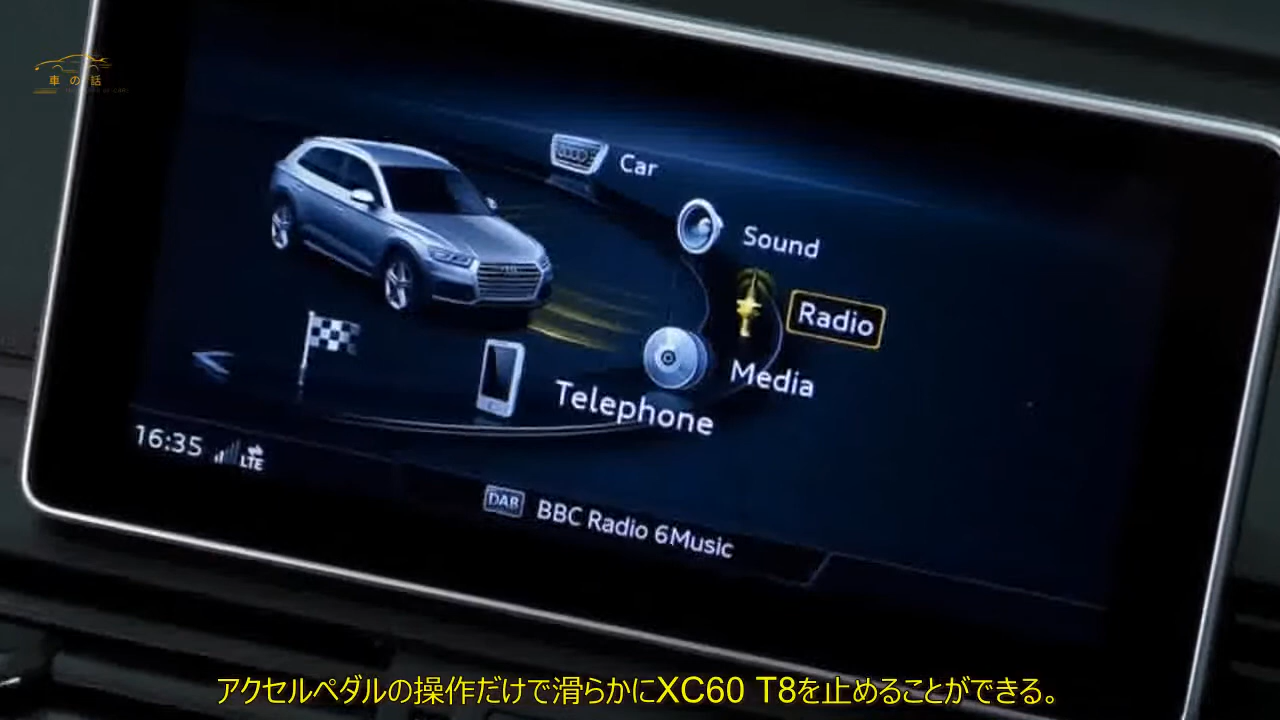 車の話
Car
Sound
Radio
Media
Telephone
16:35
LTE
DAB BBC Radio 6Music
アクセルペダルの操作だけで滑らかにXC60 T8を止めることができる。